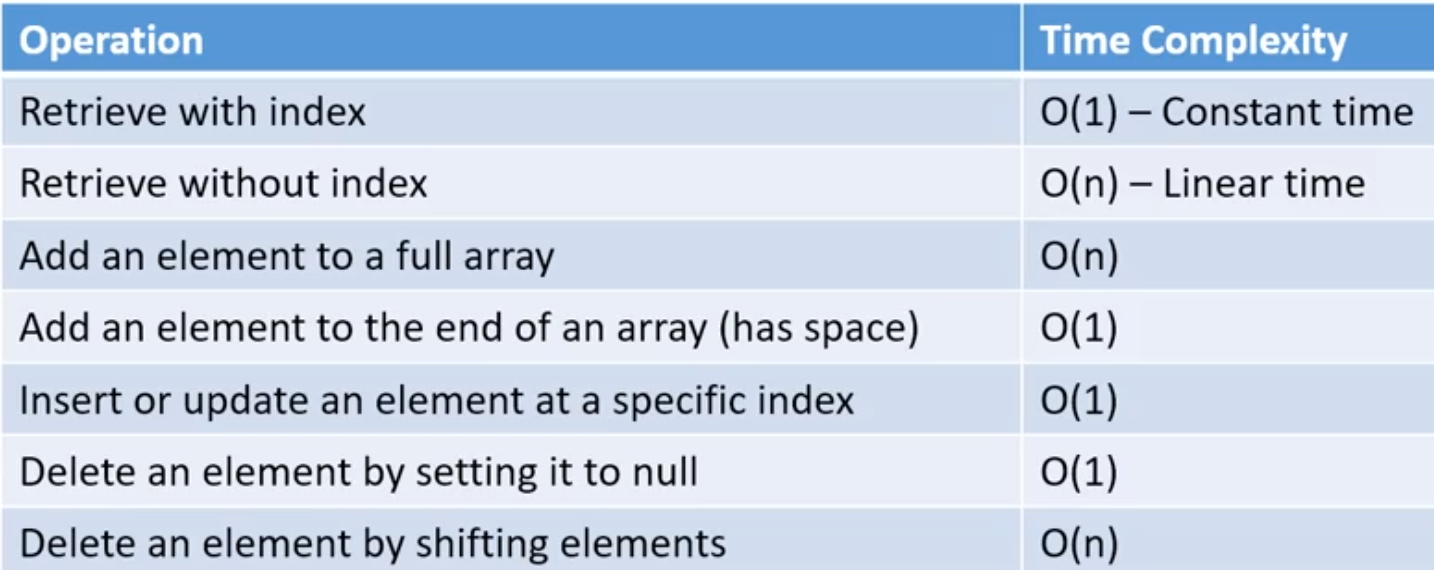 Operation Time Complexity
Retrieve with index O(1) – Constant time
Retrieve without index O(n) – Linear time
Add an element to a full array O(n)
Add an element to the end of an array (has space) O(1)
Insert or update an element at a specific index O(1)
Delete an element by setting it to null O(1)
Delete an element by shifting elements O(n)